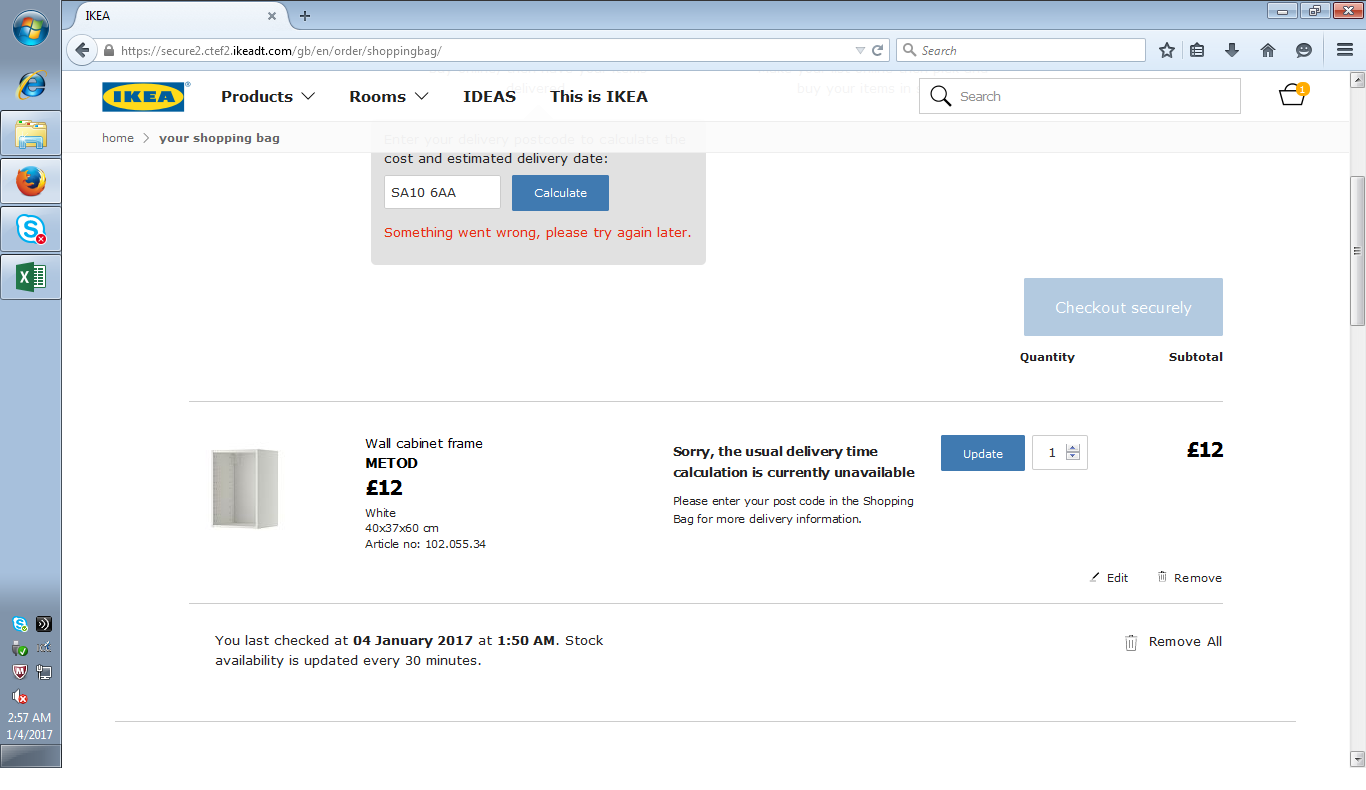 IKEA
https://secure2.ctef2.ikeadt.com/gb/en/order/shoppingbag/
Search
IKEA
Products
Rooms
IDEAS
This is IKEA
Search
1
buy your items in
home > your shopping bag
Enter your delivery postcode to calculate the
cost and estimated delivery date:
SA10 6AA
Calculate
Something went wrong, please try again later.
Checkout securely
Quantity
Subtotal
Wall cabinet frame
METOD
£12
White
40x37x60 cm
Article no: 102.055.34
Sorry, the usual delivery time
calculation is currently unavailable
Please enter your post code in the Shopping
Bag for more delivery information.
Update
1
£12
Edit
Remove
You last checked at 04 January 2017 at 1:50 AM. Stock
availability is updated every 30 minutes.
Remove All
2:57 AM
1/4/2017